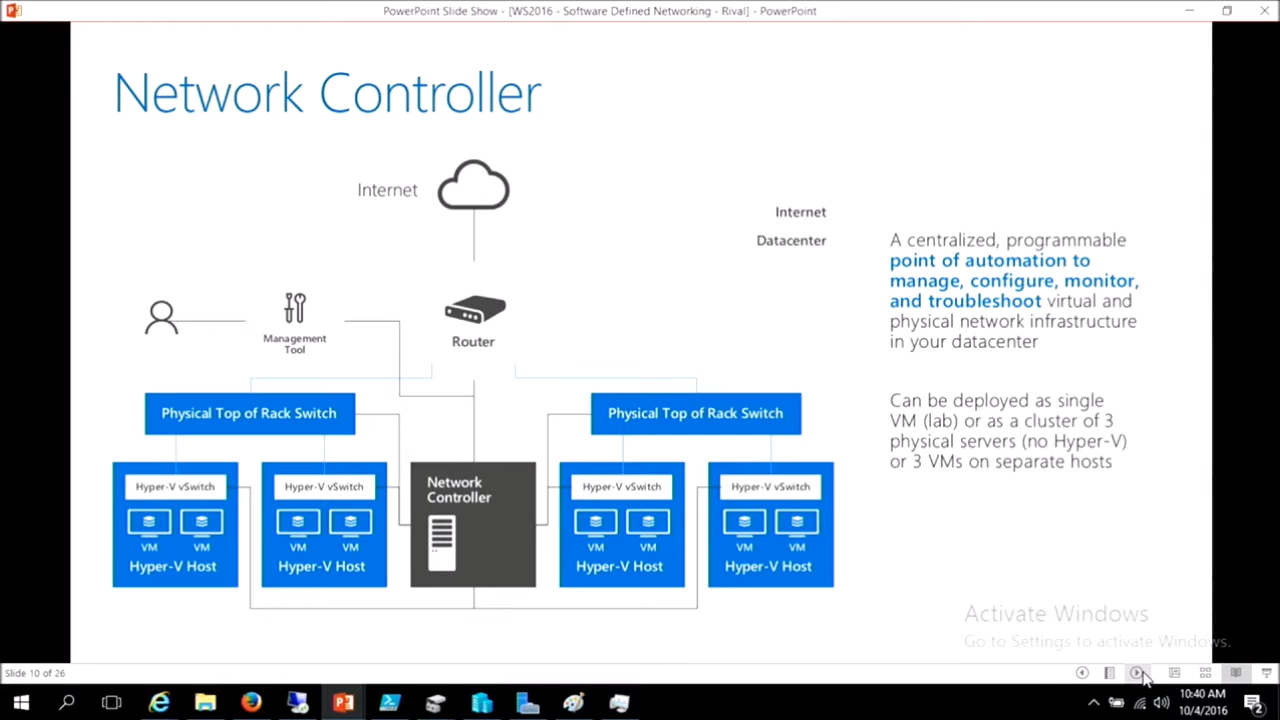 PowerPoint Slide Show - [WS2016 - Software Defined Networking - Rival] - PowerPoint
Network Controller
Internet
Internet
Datacenter
A centralized, programmable
point of automation to
manage, configure, monitor,
and troubleshoot virtual and
physical network infrastructure
in your datacenter
Management
Tool
Router
Physical Top of Rack Switch
Physical Top of Rack Switch
Can be deployed as single
VM (lab) or as a cluster of 3
physical servers (no Hyper-V)
or 3 VMs on separate hosts
Hyper-V vSwitch
VM VM
Hyper-V Host
Hyper-V vSwitch
VM VM
Hyper-V Host
Network
Controller
Hyper-V vSwitch
VM VM
Hyper-V Host
Hyper-V vSwitch
VM VM
Hyper-V Host
Activate Windows
Go to Settings to activate Windows.
Slide 10 of 26
10:40 AM
10/4/2016
2